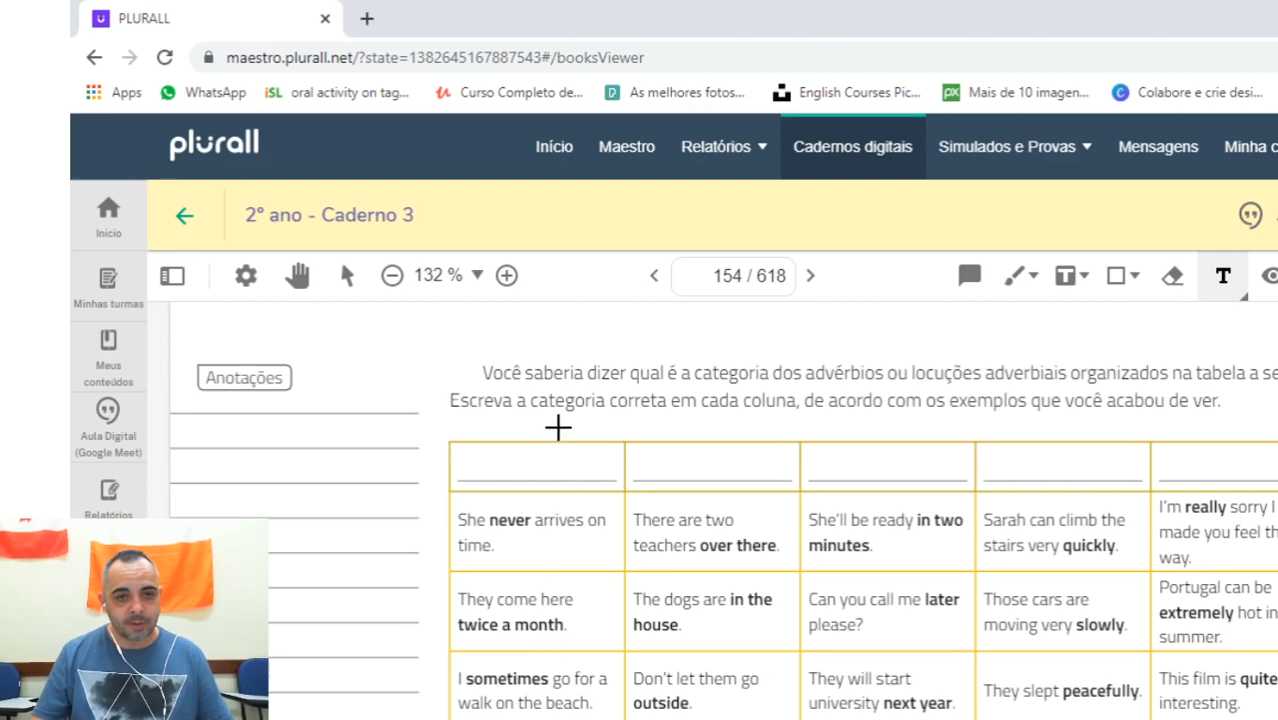 PLURALL
maestro.plurall.net/?state=1382645167887543#/booksViewer
Apps WhatsApp iSL oral activity on tag... Curso Completo de... As melhores fotos... English Courses Pic... px Mais de 10 imagen... Colabore e crie desi...
plurall Início Maestro Relatórios Cadernos digitais Simulados e Provas Mensagens Minha c
Inicio
2º ano - Caderno 3
132 % 154 / 618 T T
Minhas turmas
Meus
conteúdos
Aula Digital
(Google Meet)
Relatórios
Anotações
Você saberia dizer qual é a categoria dos advérbios ou locuções adverbiais organizados na tabela a se
Escreva a categoria correta em cada coluna, de acordo com os exemplos que você acabou de ver.
She never arrives on
time.
There are two
teachers over there.
She'll be ready in two
minutes.
Sarah can climb the
stairs very quickly.
I'm really sorry I
made you feel th
way.
They come here
twice a month.
The dogs are in the
house.
Can you call me later
please?
Those cars are
moving very slowly.
Portugal can be
extremely hot in
summer.
I sometimes go for a
walk on the beach.
Don't let them go
outside.
They will start
university next year.
They slept peacefully.
This film is quite
interesting.